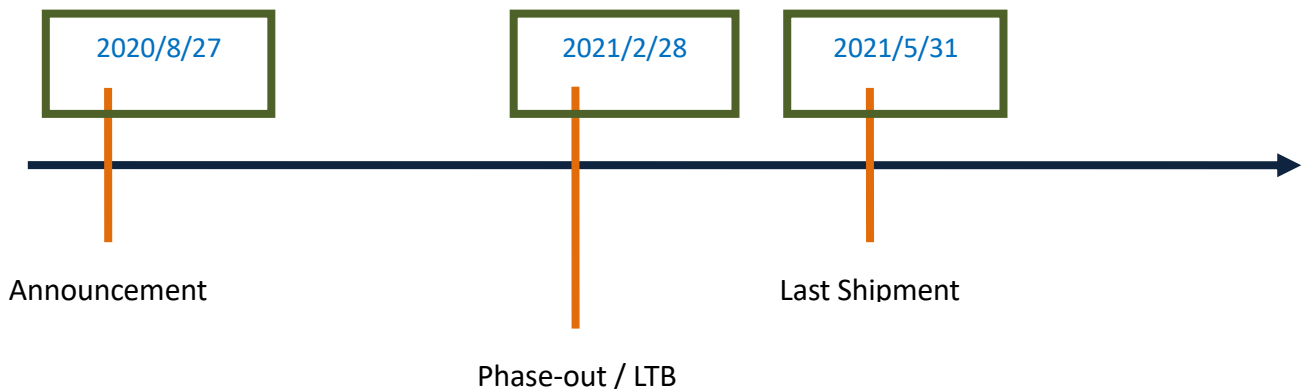 2020/8/27
2021/2/28
2021/5/31
Announcement
Last Shipment
Phase-out / LTB